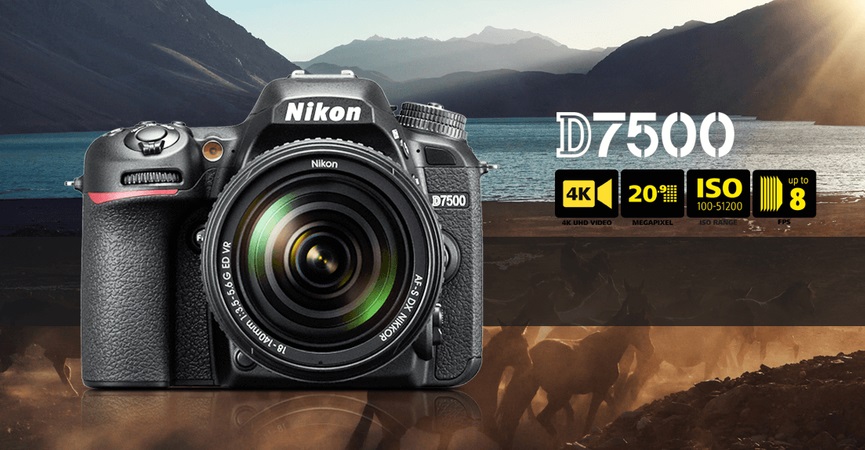 Nikon
Nikon
D7500
AF-S DX NIKKOR
18-140mm 1:3.5-5.6 G ED VR
D7500
4K
4K UHD VIDEO
20.9
MEGAPIXEL
ISO
100-51200
ISO RANGE
up to
8
FPS